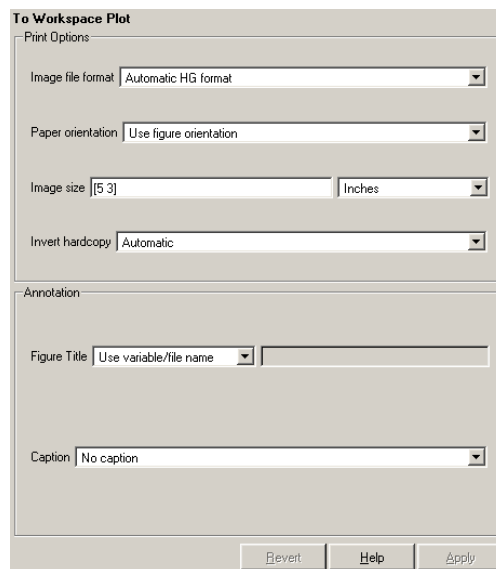 To Workspace Plot
Print Options
Image file format Automatic HG format
Paper orientation Use figure orientation
Image size [5 3] Inches
Invert hardcopy Automatic
Annotation
Figure Title Use variable/file name
Caption No caption
Revert Help Apply